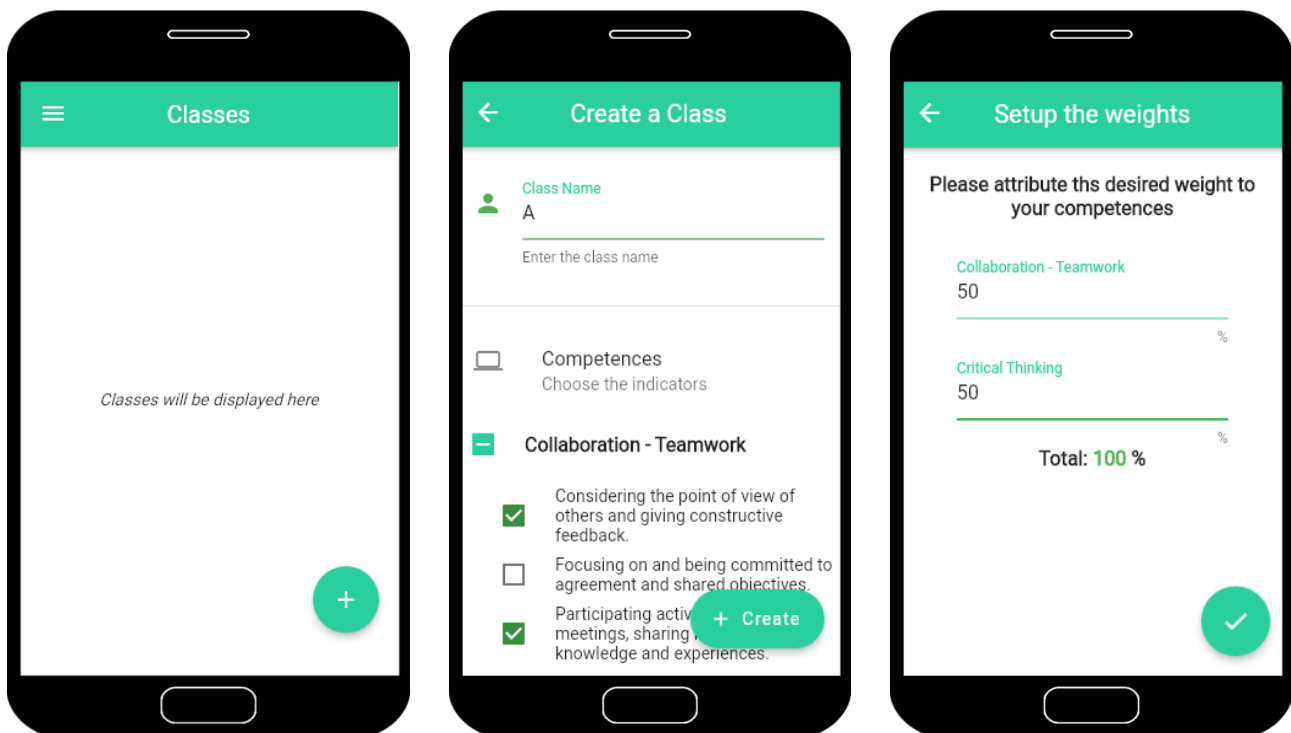 Classes
Classes will be displayed here
+
Create a Class
Class Name
A
Enter the class name
Competences
Choose the indicators
Collaboration - Teamwork
Considering the point of view of
others and giving constructive
feedback.
Focusing on and being committed to
agreement and shared objectives.
Participating activ
meetings, sharing
knowledge and experiences.
+ Create
Setup the weights
Please attribute ths desired weight to
your competences
Collaboration - Teamwork
50
%
Critical Thinking
50
%
Total: 100 %